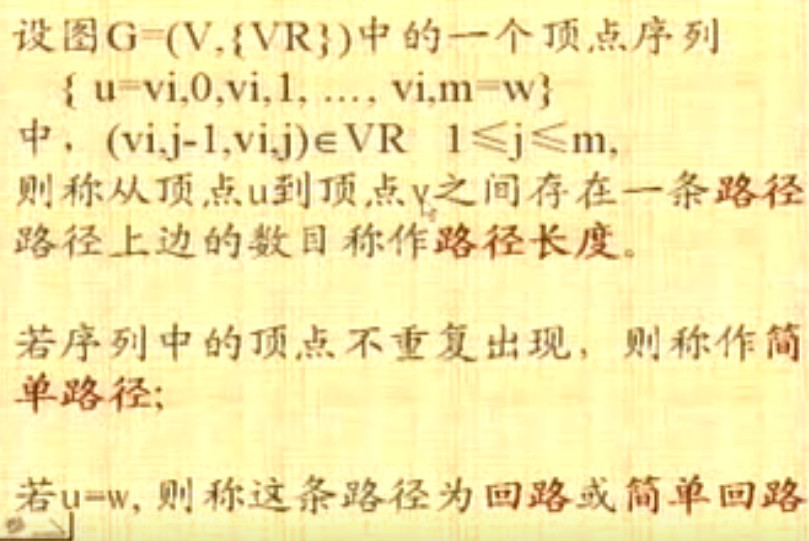 设图G=(V,{VR})中的一个顶点序列
{ u=vi,0,vi,1, …, vi,m=w}
中，(vi,j-1,vi,j)∈VR 1≤j≤m,
则称从顶点u到顶点v之间存在一条路径
路径上边的数目称作路径长度。
若序列中的顶点不重复出现，则称作简
单路径;
若u=w,则称这条路径为回路或简单回路